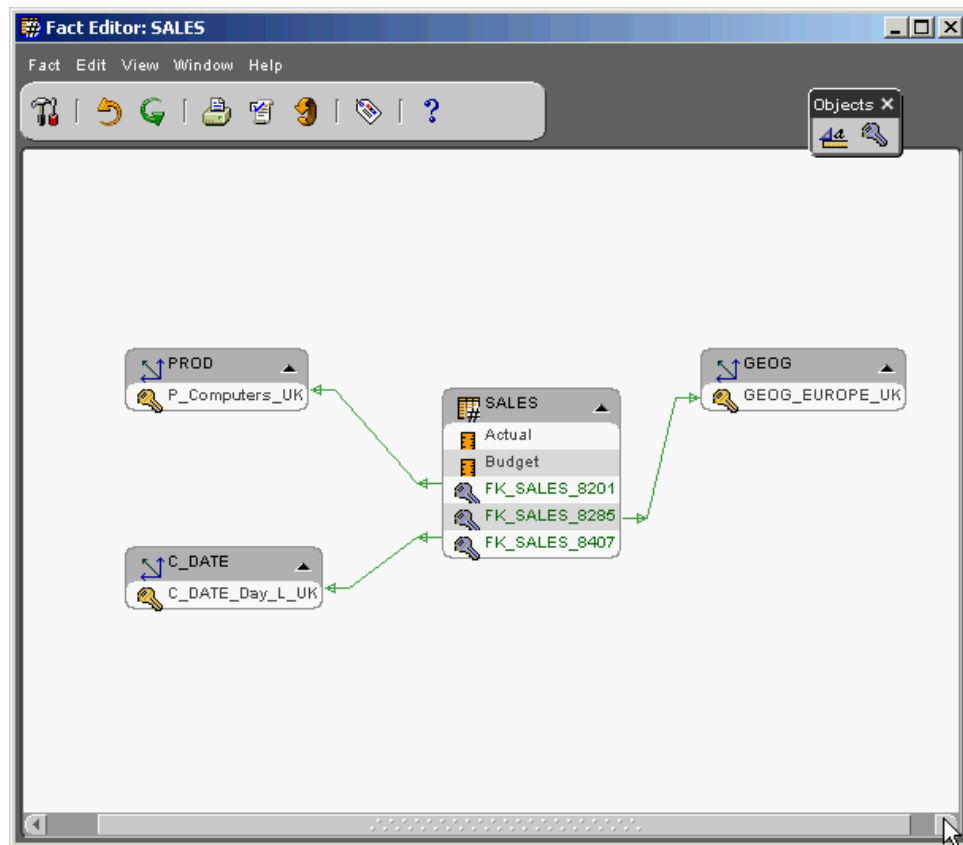 Fact Editor: SALES
Fact Edit View Window Help
?
Objects X
a
PROD
P_Computers_UK
SALES
#
Actual
Budget
FK_SALES_8201
FK_SALES_8285
FK_SALES_8407
GEOG
GEOG_EUROPE_UK
C_DATE
C_DATE_Day_L_UK